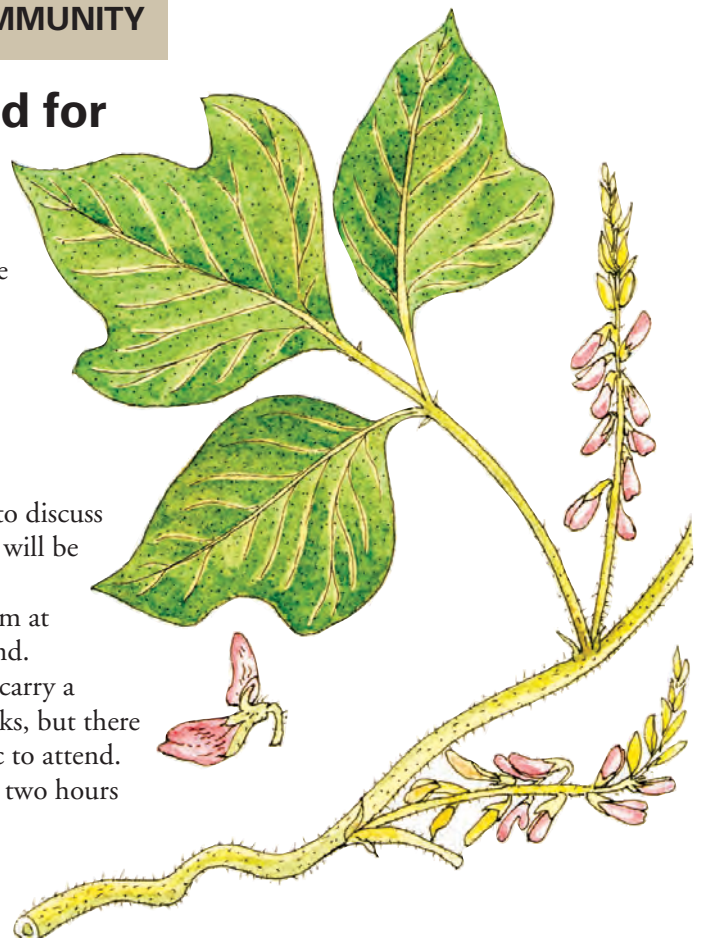 MMUNITY
d for
e
to discuss
will be
m at
nd.
carry a
ks, but there
c to attend.
two hours